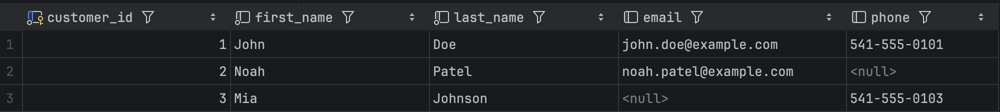 customer_id first_name last_name email phone
1 1 John Doe john.doe@example.com 541-555-0101
2 2 Noah Patel noah.patel@example.com <null>
3 3 Mia Johnson <null> 541-555-0103